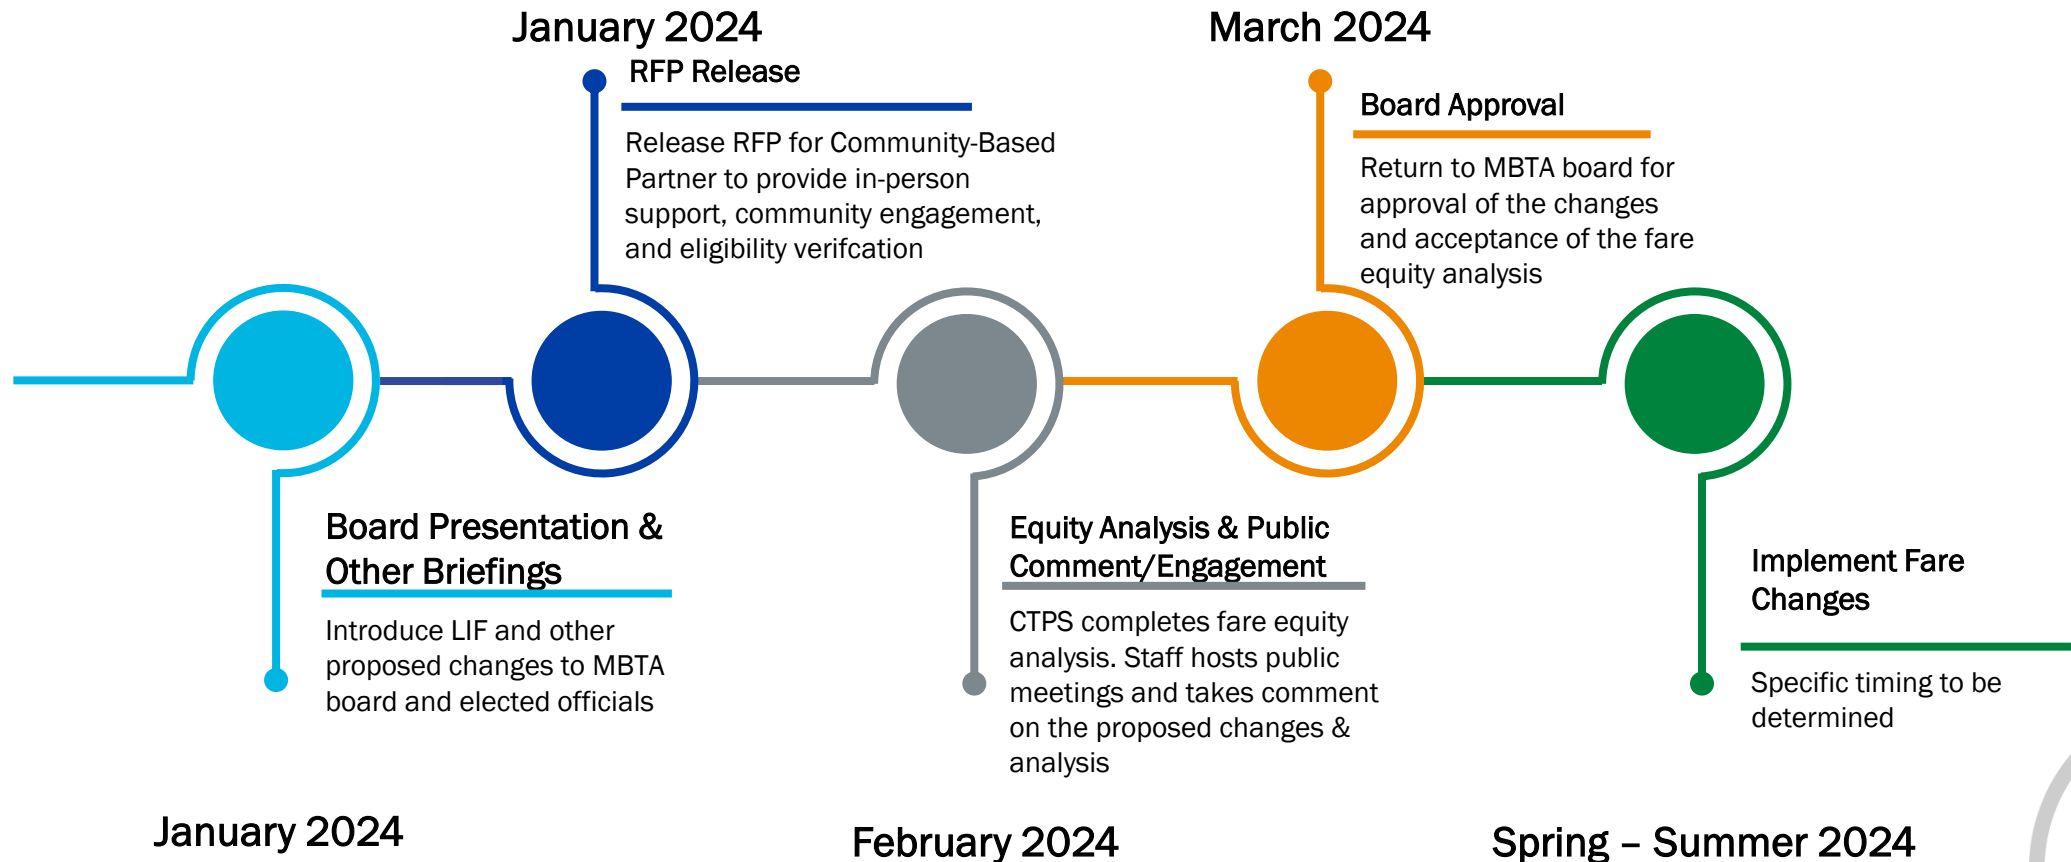 January 2024
RFP Release
Release RFP for Community-Based
Partner to provide in-person
support, community engagement,
and eligibility verifcation
March 2024
Board Approval
Return to MBTA board for
approval of the changes
and acceptance of the fare
equity analysis
Board Presentation &
Other Briefings
Introduce LIF and other
proposed changes to MBTA
board and elected officials
January 2024
Equity Analysis & Public
Comment/Engagement
CTPS completes fare equity
analysis. Staff hosts public
meetings and takes comment
on the proposed changes &
analysis
February 2024
Implement Fare
Changes
Specific timing to be
determined
Spring – Summer 2024